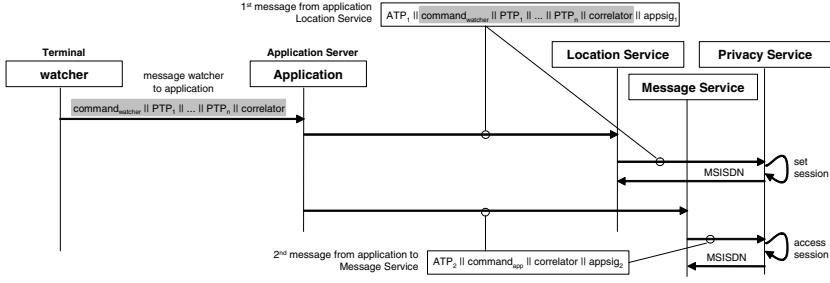 1st message from application
Location Service
ATP1 || commandwatcher || PTP1 || ... || PTPn || correlator || appsig1
Terminal
Application Server
watcher
message watcher
to application
Application
Location Service
Privacy Service
Message Service
commandwatcher || PTP1 || ... || PTPn || correlator
set
session
MSISDN
2nd message from application to
Message Service
ATP2 || commandapp || correlator || appsig2
access
session
MSISDN